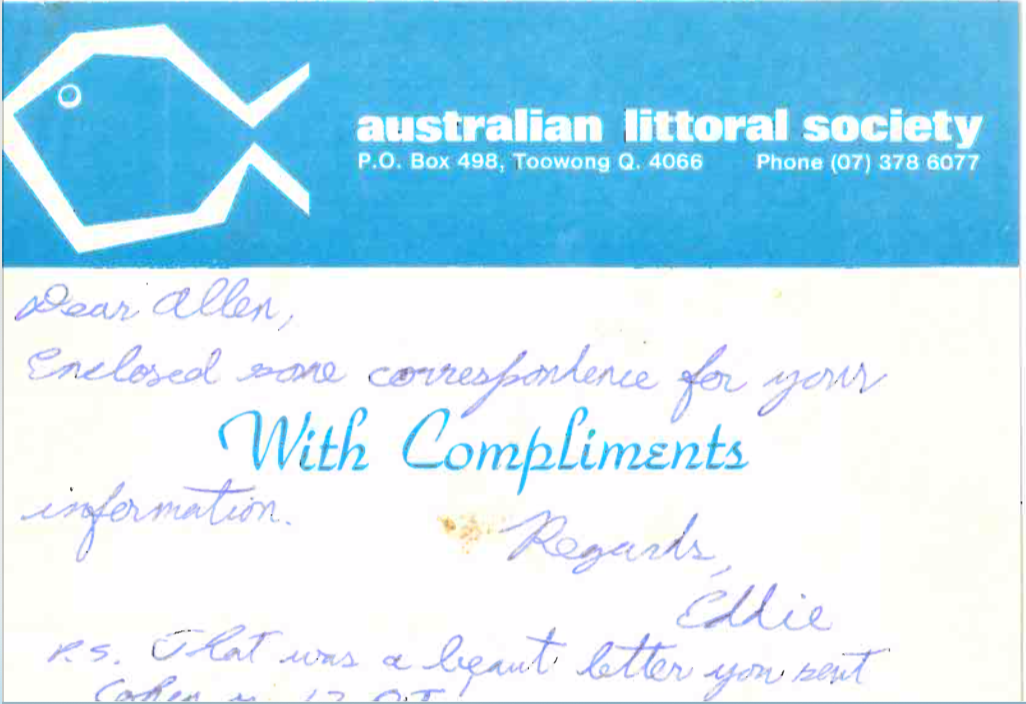 australian littoral society
P.O. Box 498, Toowong Q. 4066 Phone (07) 378 6077
Dear Allen,
Enclosed some correspondence for your
With Compliments
information.
Regards,
Eddie
P.S. That was a beaut letter you sent